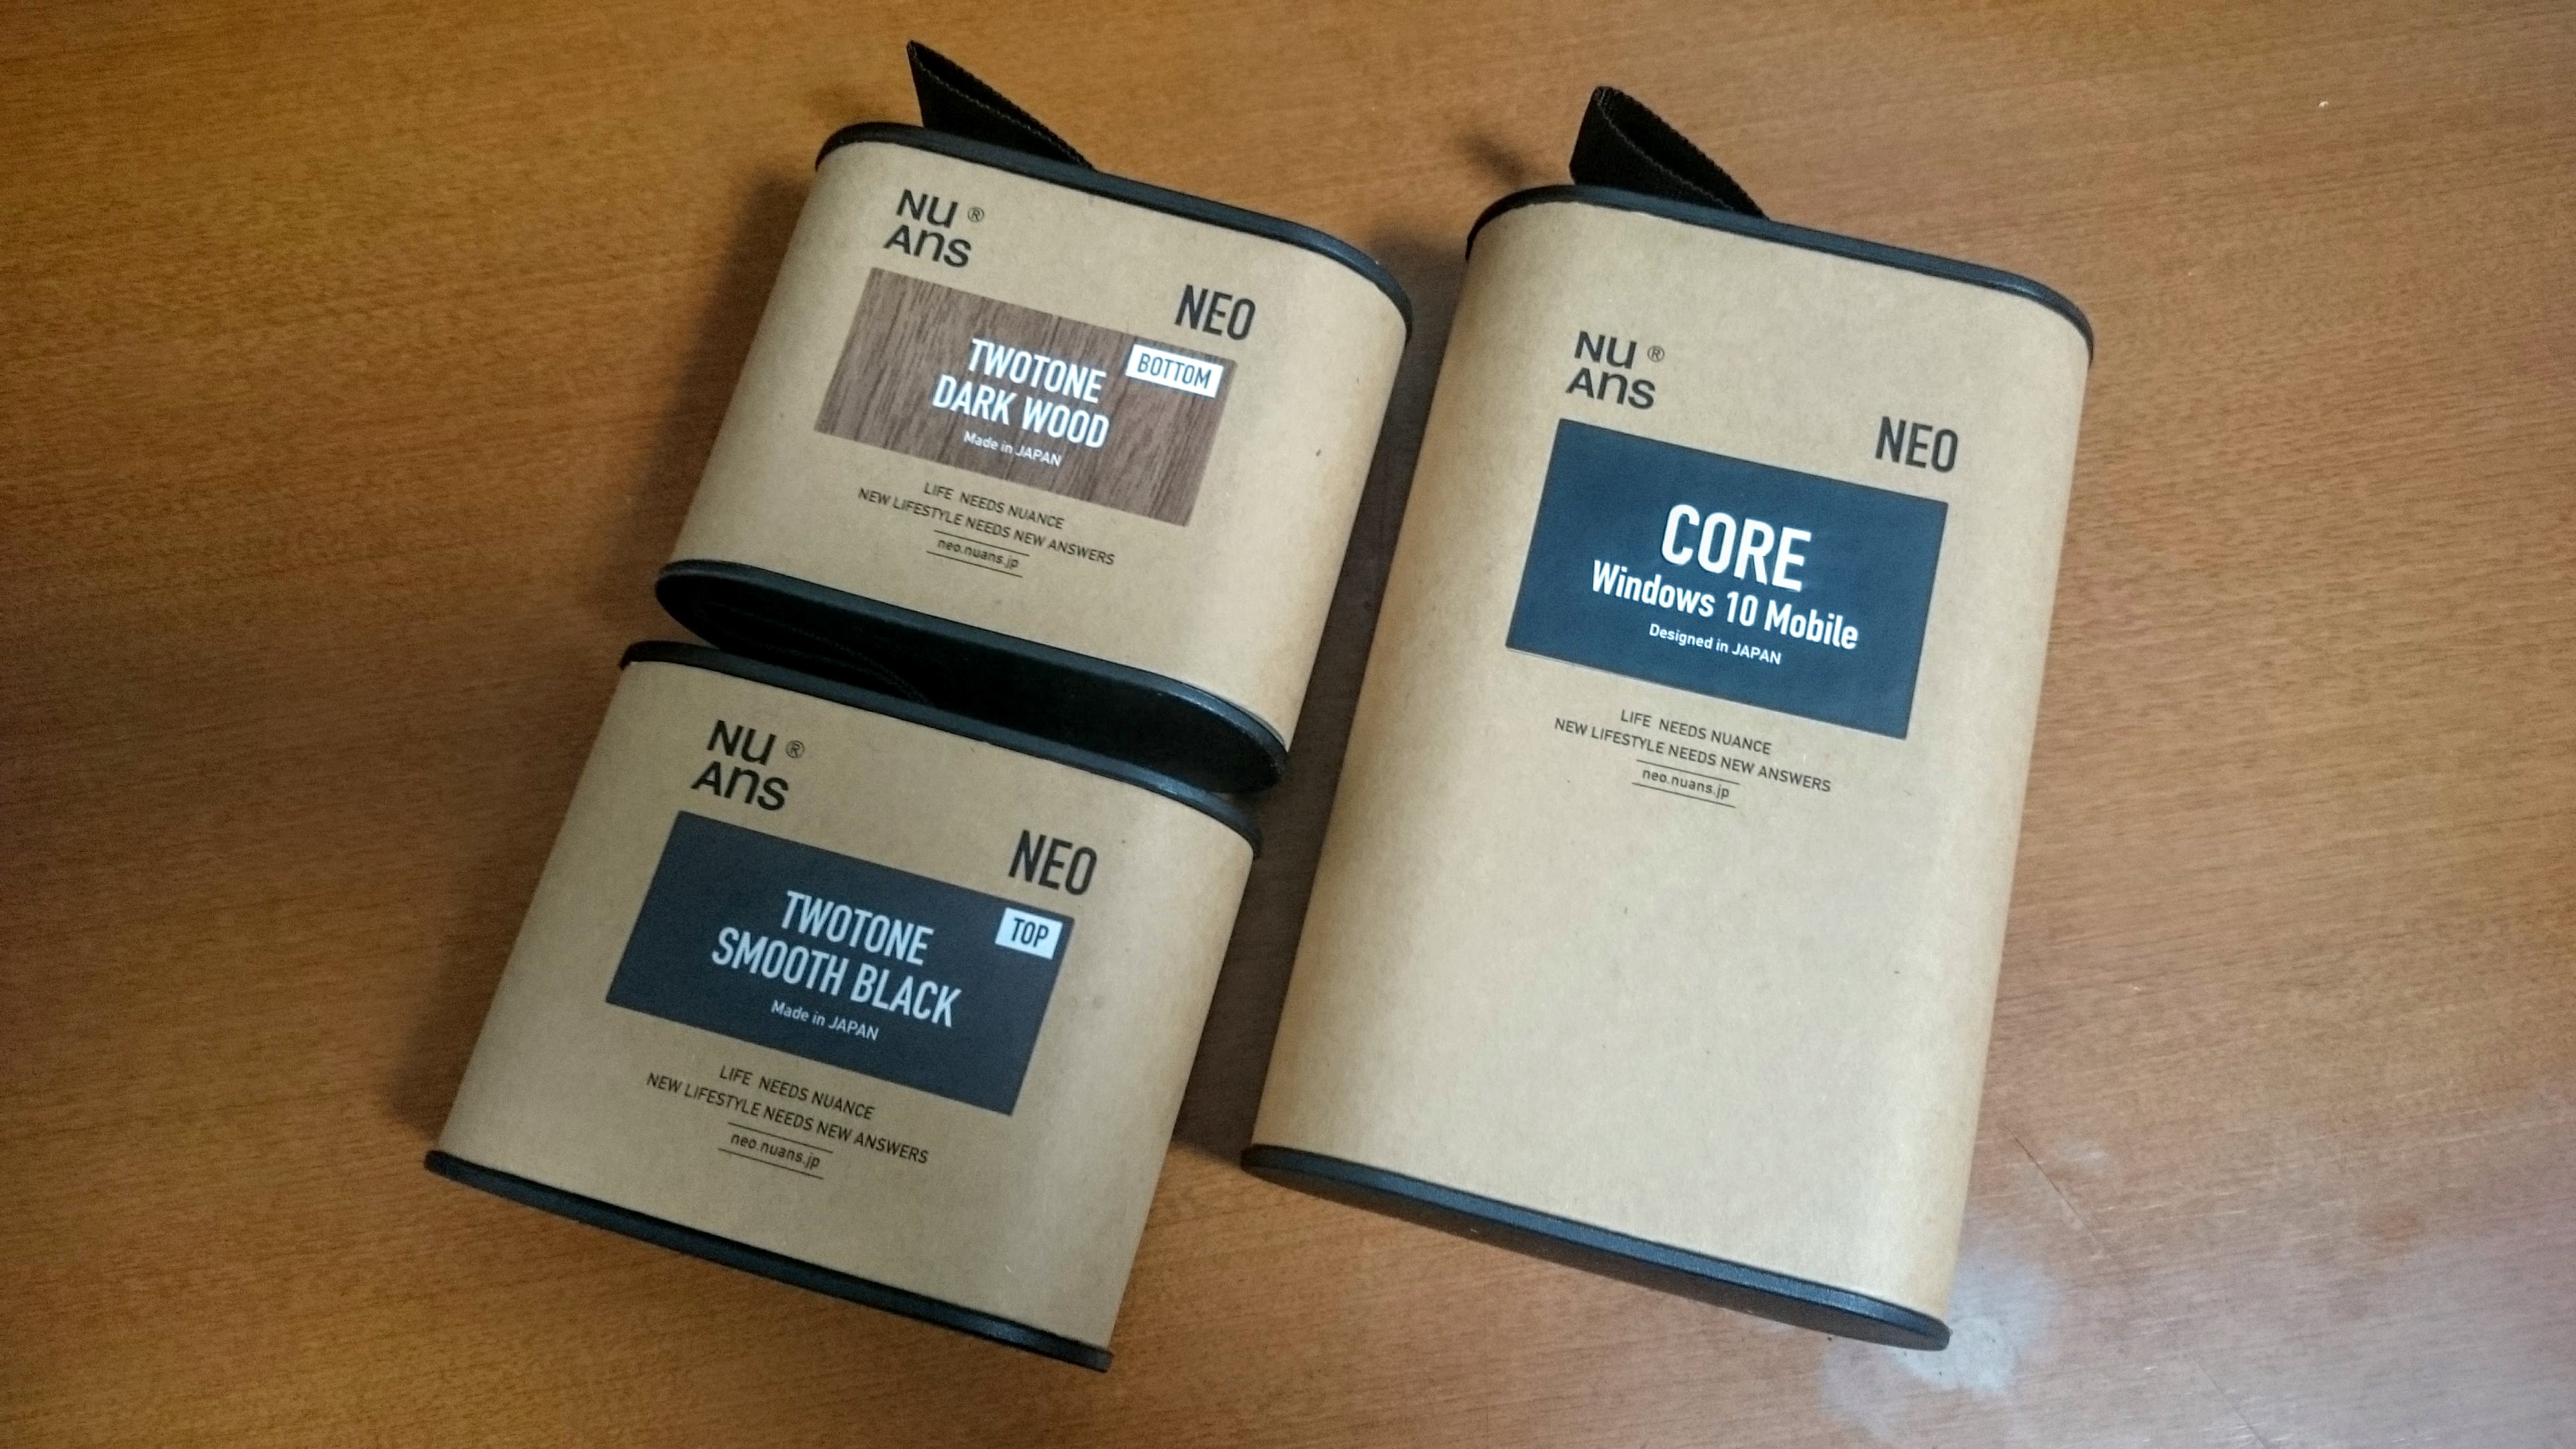 NU ®
Ans
NEO
BOTTOM
TWOTONE
DARK WOOD
Made in JAPAN
LIFE NEEDS NUANCE
NEW LIFESTYLE NEEDS NEW ANSWERS
neo.nuans.jp
NU ®
Ans
NEO
TOP
TWOTONE
SMOOTH BLACK
Made in JAPAN
LIFE NEEDS NUANCE
NEW LIFESTYLE NEEDS NEW ANSWERS
neo.nuans.jp
NU ®
Ans
NEO
CORE
Windows 10 Mobile
Designed in JAPAN
LIFE NEEDS NUANCE
NEW LIFESTYLE NEEDS NEW ANSWERS
neo.nuans.jp